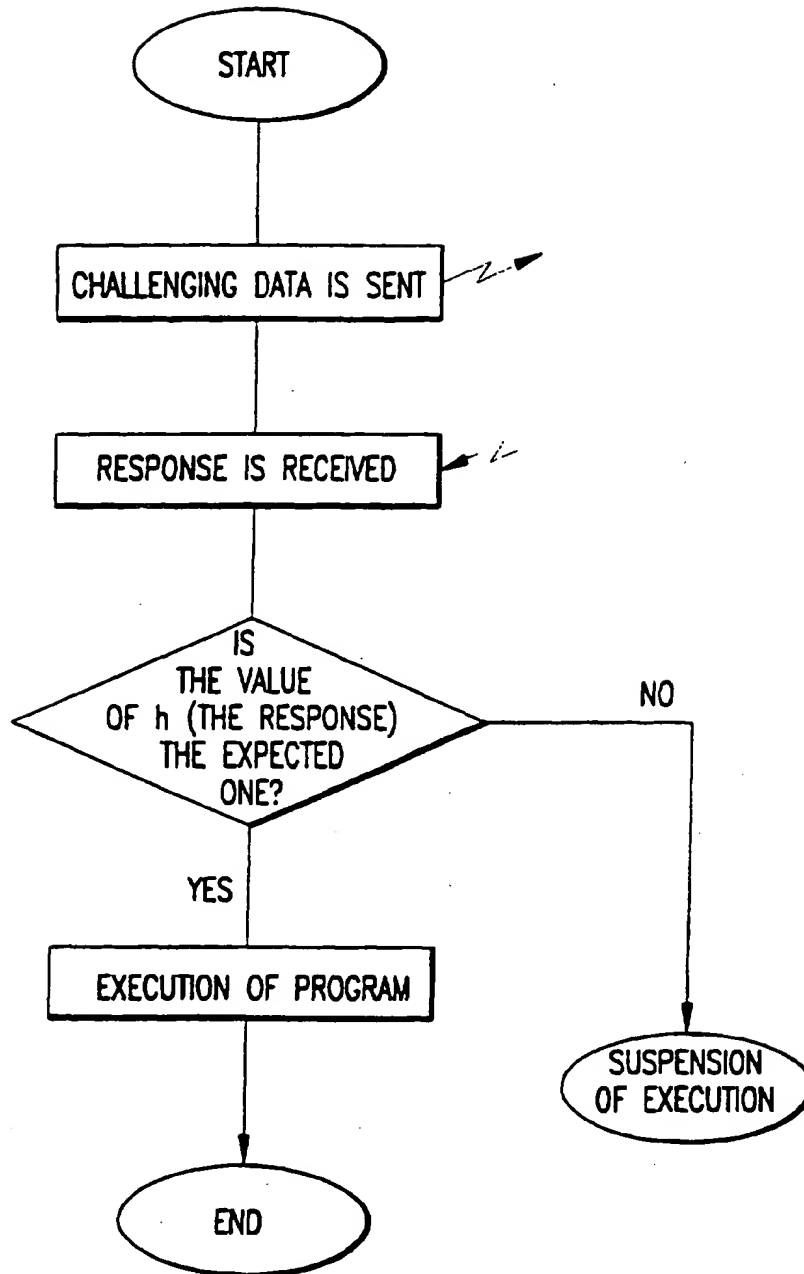 START
CHALLENGING DATA IS SENT
RESPONSE IS RECEIVED
IS
THE VALUE
OF h (THE RESPONSE)
THE EXPECTED
ONE?
NO
YES
EXECUTION OF PROGRAM
SUSPENSION
OF EXECUTION
END